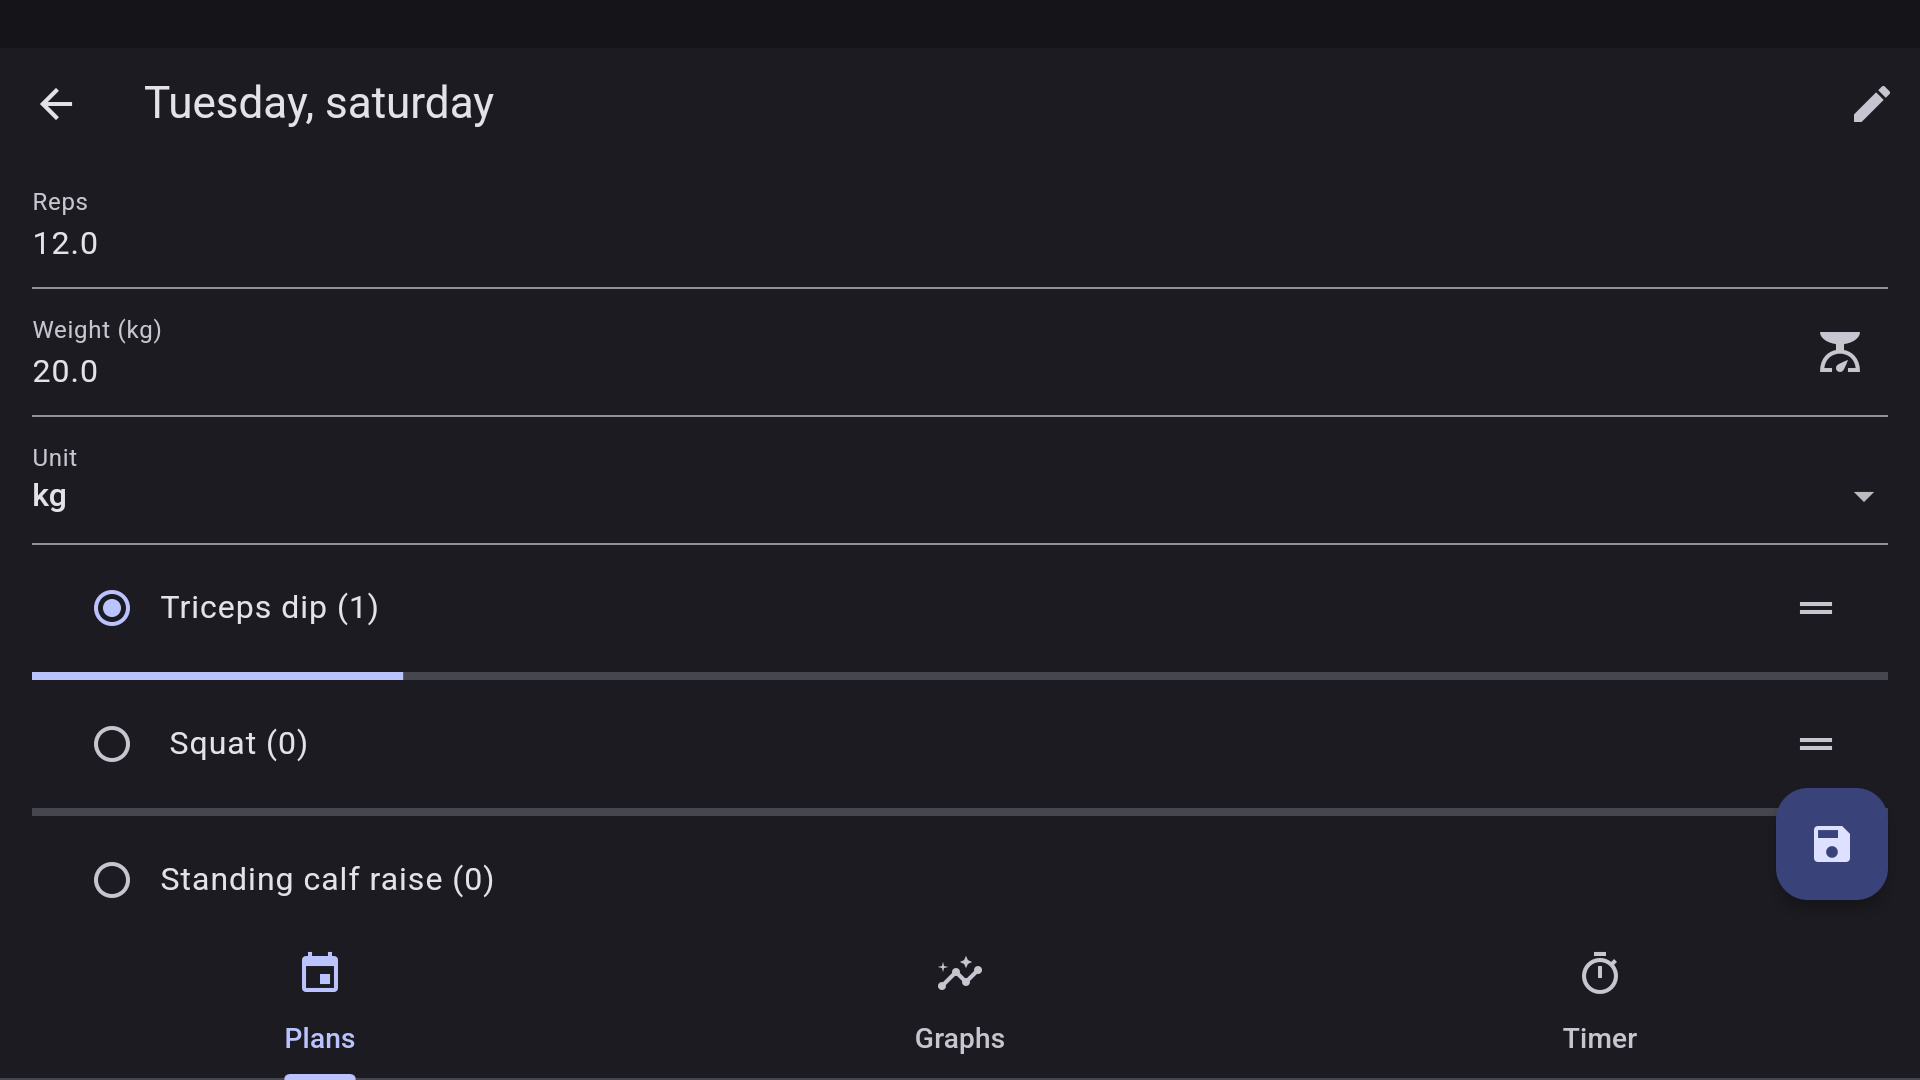 Tuesday, saturday
Reps
12.0
Weight (kg)
20.0
Unit
kg
Triceps dip (1)
Squat (0)
Standing calf raise (0)
Plans
Graphs
Timer